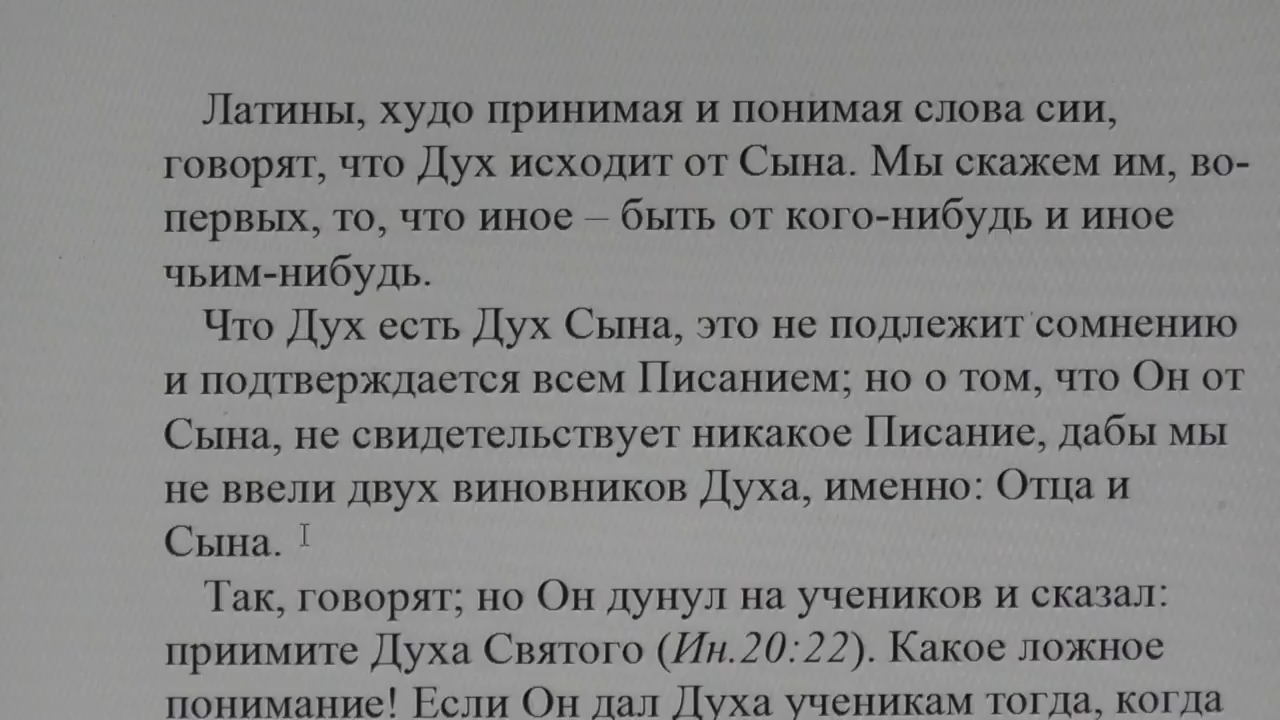 Латины, худо принимая и понимая слова сии,
говорят, что Дух исходит от Сына. Мы скажем им, во-
первых, то, что иное – быть от кого-нибудь и иное
чьим-нибудь.
Что Дух есть Дух Сына, это не подлежит сомнению
и подтверждается всем Писанием; но о том, что Он от
Сына, не свидетельствует никакое Писание, дабы мы
не ввели двух виновников Духа, именно: Отца и
Сына.
Так, говорят; но Он дунул на учеников и сказал:
приимите Духа Святого (Ин.20:22). Какое ложное
понимание! Если Он дал Духа ученикам тогда, когда